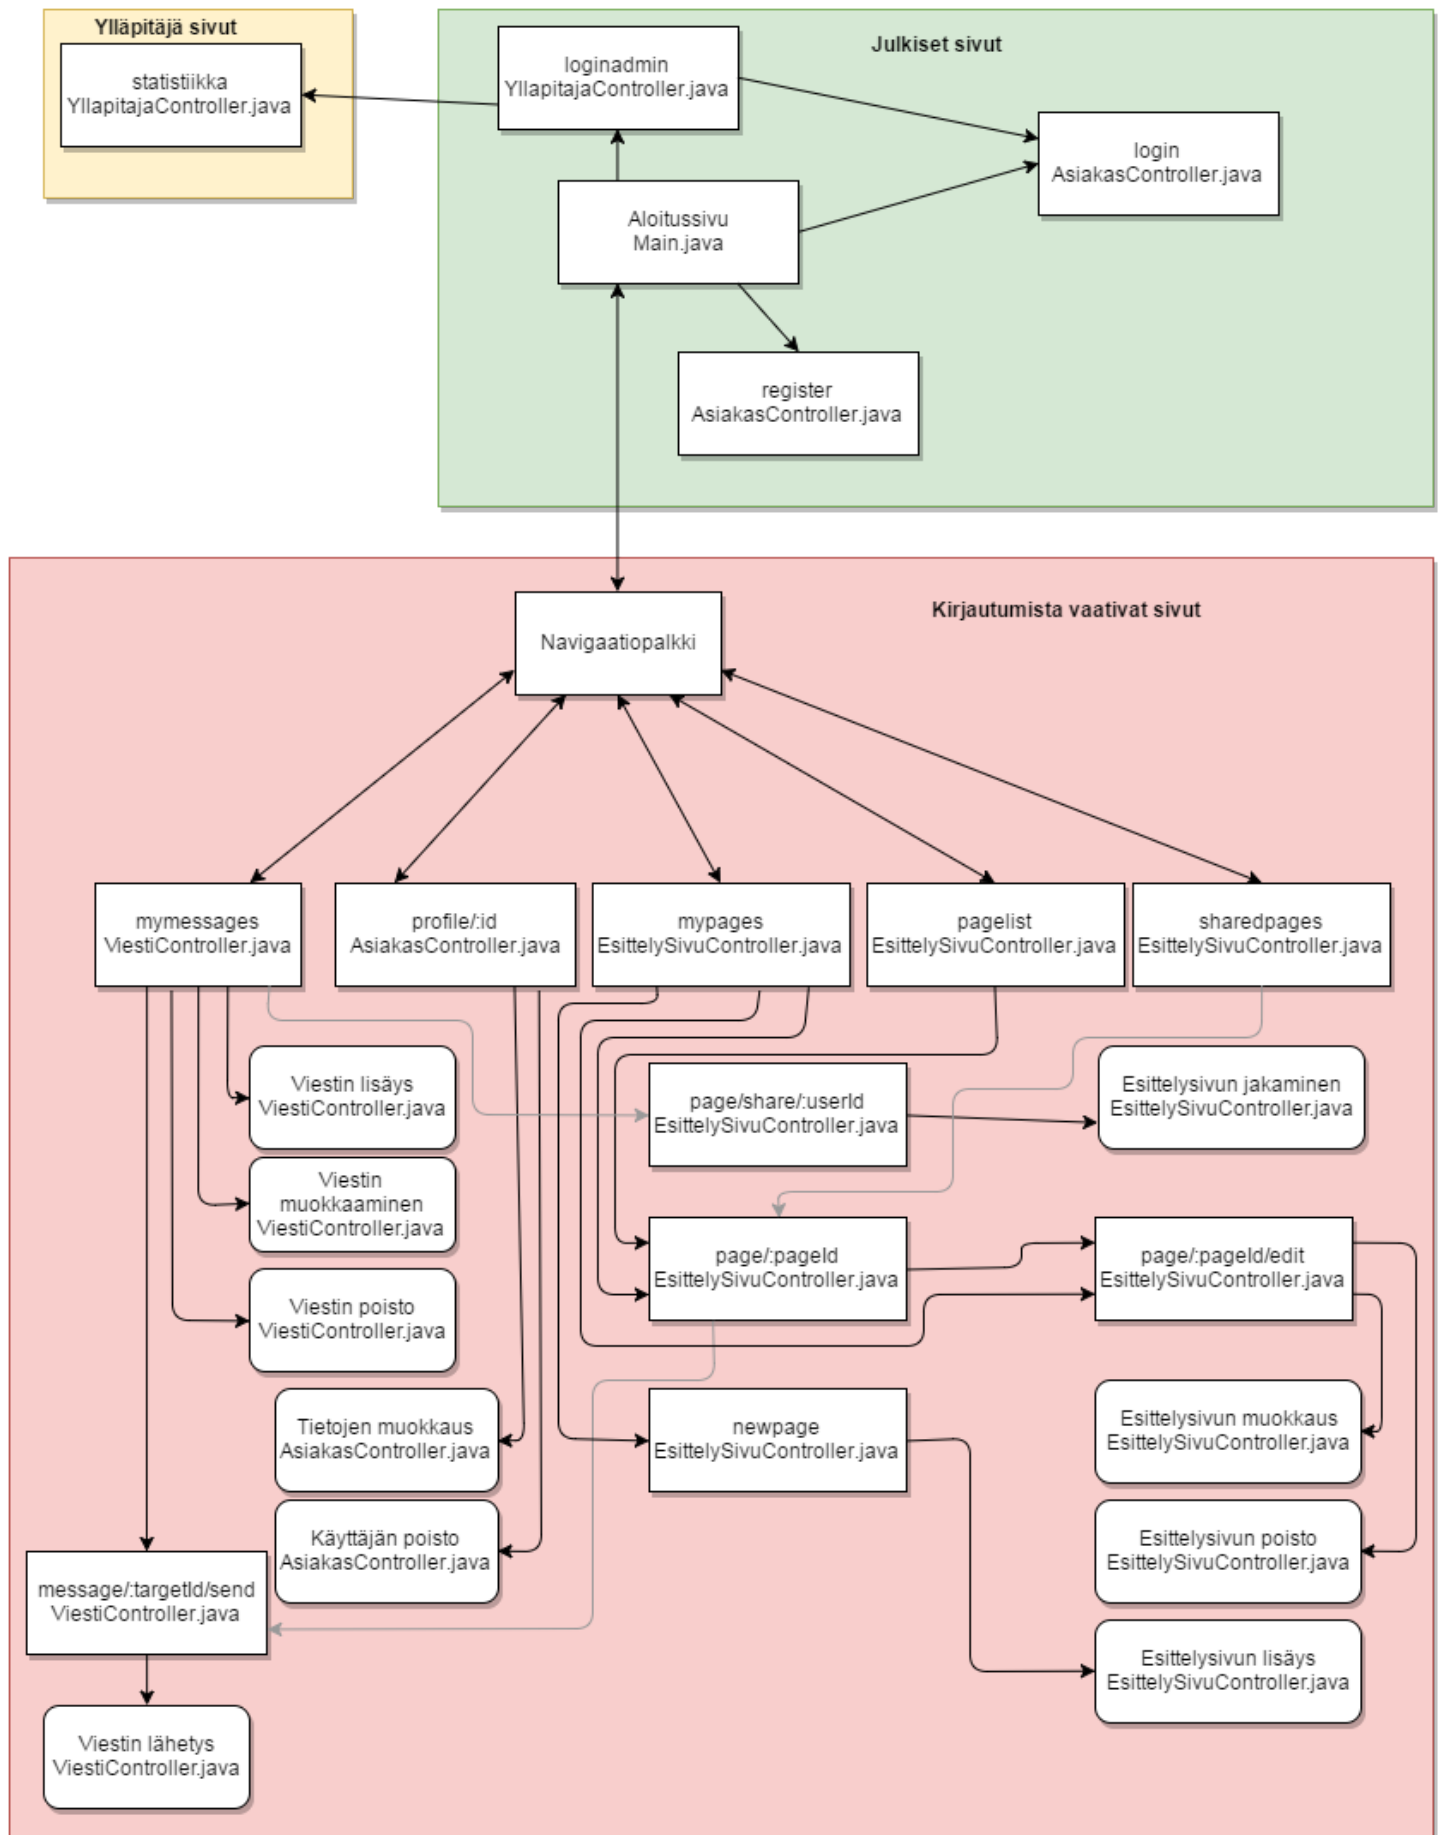 Ylläpitäjä sivut
statistiikka
YllapitajaController.java
Julkiset sivut
loginadmin
YllapitajaController.java
login
AsiakasController.java
Aloitussivu
Main.java
register
AsiakasController.java
Kirjautumista vaativat sivut
Navigaatiopalkki
mymessages
ViestiController.java
profile/:id
AsiakasController.java
mypages
EsittelySivuController.java
pagelist
EsittelySivuController.java
sharedpages
EsittelySivuController.java
Viestin lisäys
ViestiController.java
page/share/:userId
EsittelySivuController.java
Esittelysivun jakaminen
EsittelySivuController.java
Viestin
muokkaaminen
ViestiController.java
page/:pageId
EsittelySivuController.java
page/:pageId/edit
EsittelySivuController.java
Viestin poisto
ViestiController.java
Tietojen muokkaus
AsiakasController.java
newpage
EsittelySivuController.java
Esittelysivun muokkaus
EsittelySivuController.java
Käyttäjän poisto
AsiakasController.java
Esittelysivun poisto
EsittelySivuController.java
message/:targetId/send
ViestiController.java
Esittelysivun lisäys
EsittelySivuController.java
Viestin lähetys
ViestiController.java